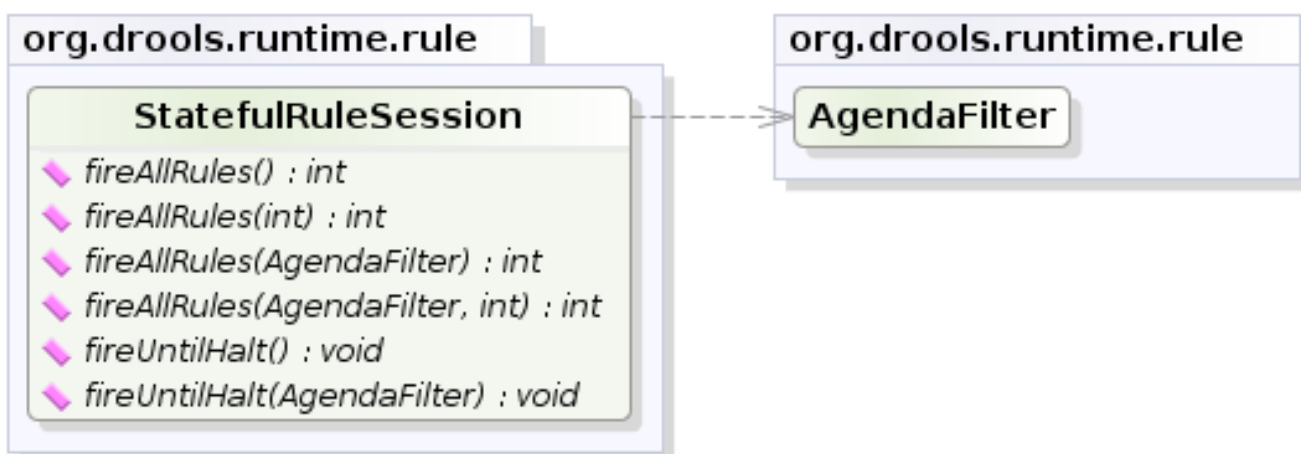 org.drools.runtime.rule
StatefulRuleSession
fireAllRules() : int
fireAllRules(int) : int
fireAllRules(AgendaFilter) : int
fireAllRules(AgendaFilter, int) : int
fireUntilHalt() : void
fireUntilHalt(AgendaFilter) : void
org.drools.runtime.rule
AgendaFilter